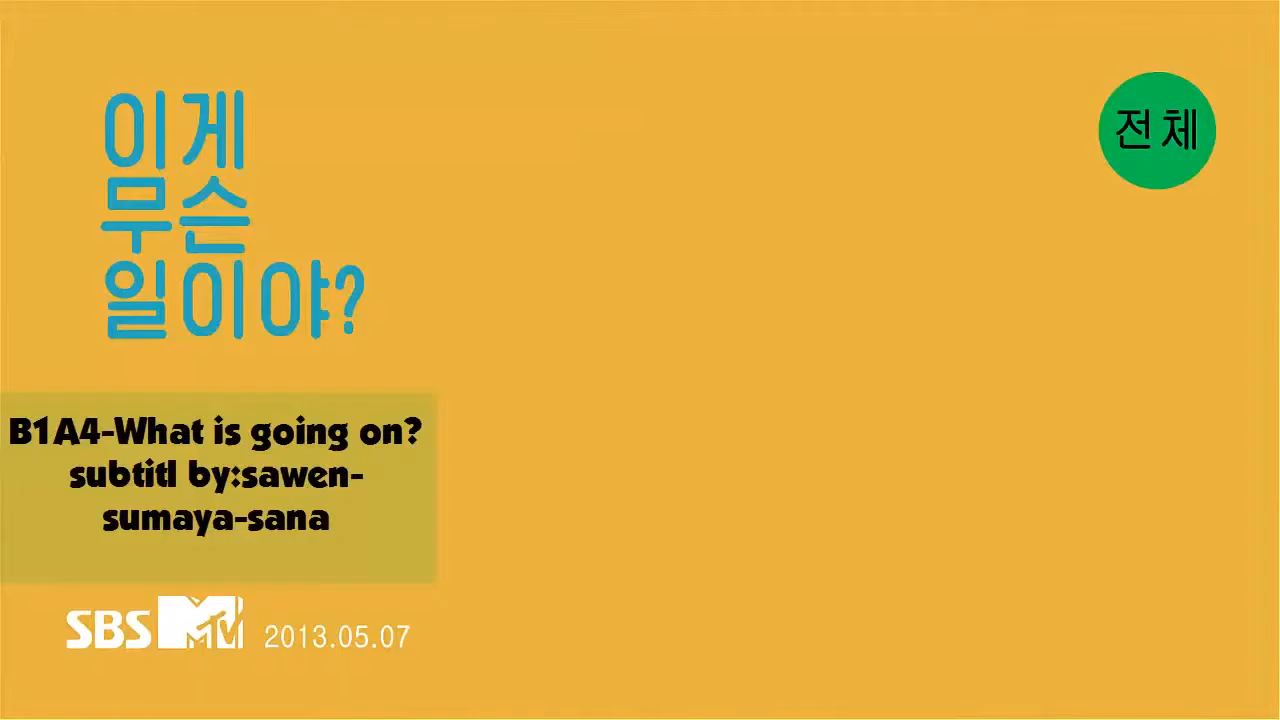 이게
무슨
일이야?
전체
B1A4-What is going on?
subtitl by:sawen-
sumaya-sana
SBS MTV 2013.05.07